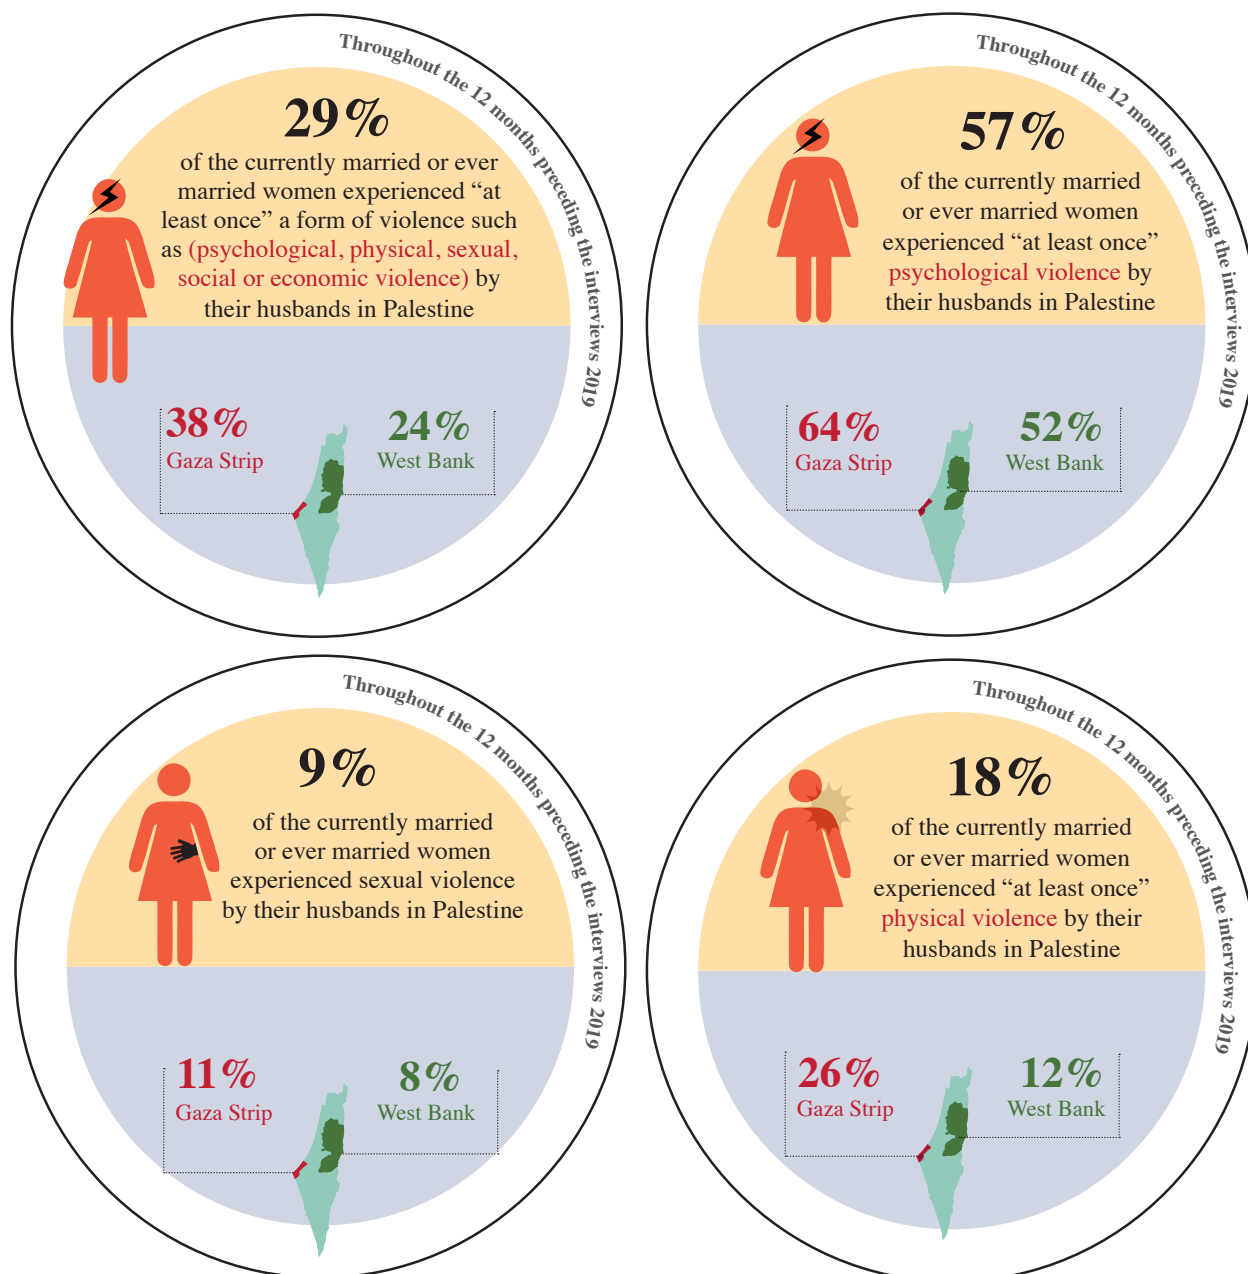 Throughout the 12 months preceding the interviews 2019
29%
of the currently married or ever
married women experienced “at
least once” a form of violence such
as (psychological, physical, sexual,
social or economic violence) by
their husbands in Palestine
38%
Gaza Strip
24%
West Bank
Throughout the 12 months preceding the interviews 2019
57%
of the currently married
or ever married women
experienced “at least once”
psychological violence by
their husbands in Palestine
64%
Gaza Strip
52%
West Bank
Throughout the 12 months preceding the interviews 2019
9%
of the currently married
or ever married women
experienced sexual violence
by their husbands in Palestine
11%
Gaza Strip
8%
West Bank
Throughout the 12 months preceding the interviews 2019
18%
of the currently married
or ever married women
experienced “at least once”
physical violence by their
husbands in Palestine
26%
Gaza Strip
12%
West Bank